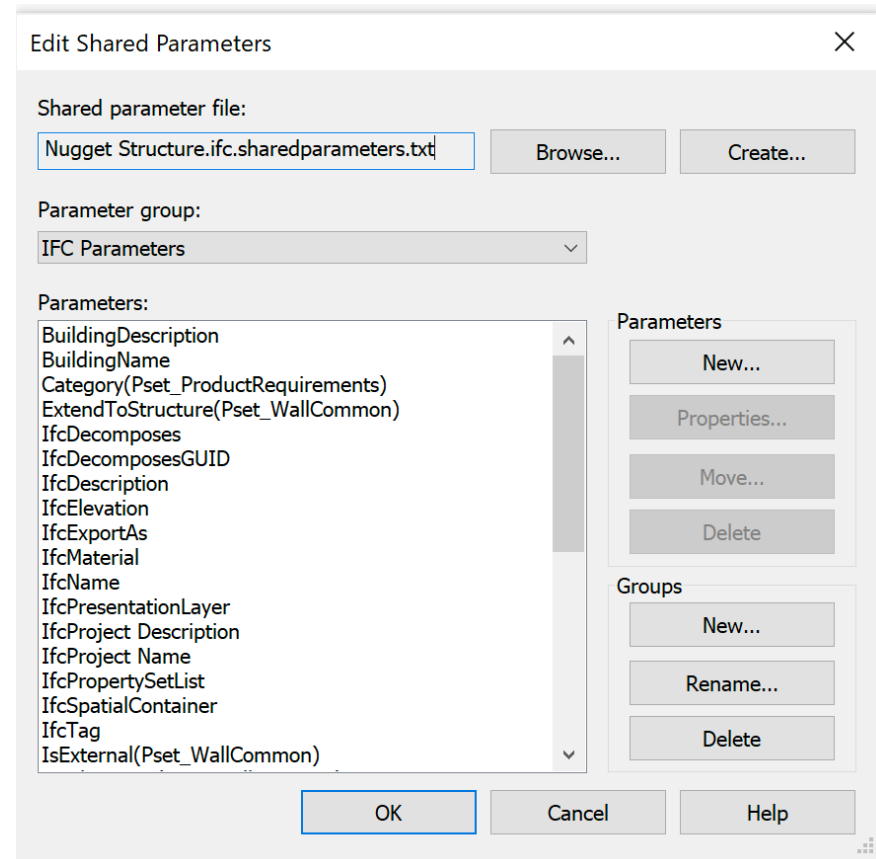 Edit Shared Parameters
Shared parameter file:
Nugget Structure.ifc.sharedparameters.txt
Browse...
Create...
Parameter group:
IFC Parameters
Parameters:
BuildingDescription
BuildingName
Category(Pset_ProductRequirements)
ExtendToStructure(Pset_WallCommon)
IfcDecomposes
IfcDecomposesGUID
IfcDescription
IfcElevation
IfcExportAs
IfcMaterial
IfcName
IfcPresentationLayer
IfcProject Description
IfcProject Name
IfcPropertySetList
IfcSpatialContainer
IfcTag
IsExternal(Pset_WallCommon)
Parameters
New...
Properties...
Move...
Delete
Groups
New...
Rename...
Delete
OK
Cancel
Help